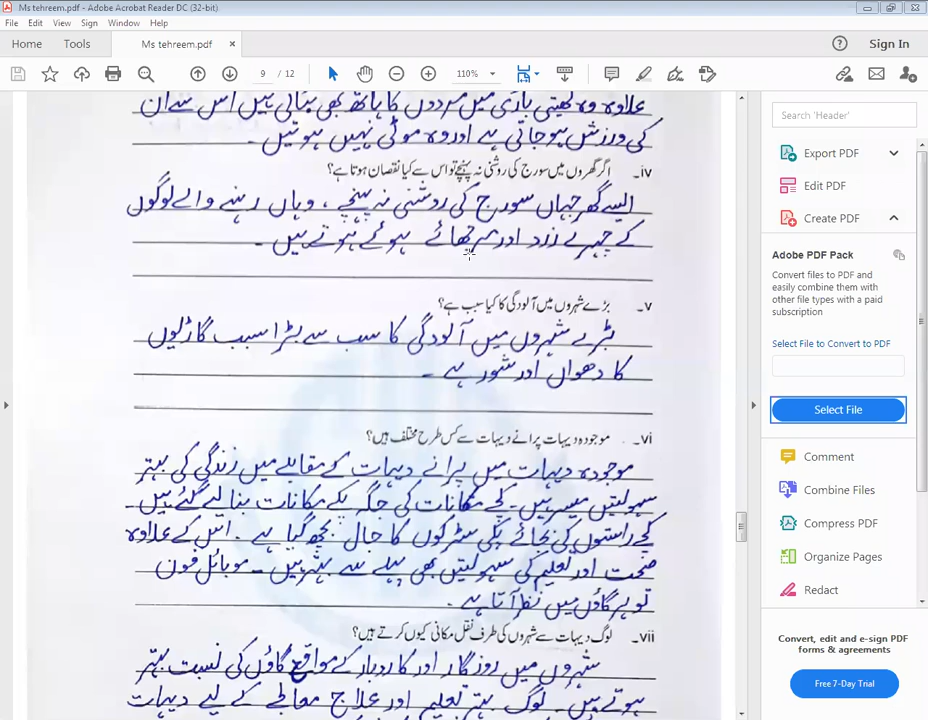 Ms tehreem.pdf - Adobe Acrobat Reader DC (32-bit)
File Edit View Sign Window Help
Home Tools Ms tehreem.pdf × Sign In
9 / 12 110%
علاوہ وہ کھیتی باڑی میں مردوں کا ہاتھ بھی بٹاتی ہیں اس سے ان
کی ورزش ہو جاتی ہے اور وہ موٹی نہیں ہوتیں۔
iv۔ اگر گھروں میں سورج کی روشنی نہ پہنچے تو اس سے کیا نقصان ہوتا ہے؟
ایسے گھر جہاں سورج کی روشنی نہ پہنچے ، وہاں رہنے والے لوگوں
کے چہرے زرد اور مرجھائے ہوئے ہوتے ہیں ۔
v۔ بڑے شہروں میں آلودگی کا کیا سبب ہے؟
بڑے شہروں میں آلودگی کا سب سے بڑا سبب گاڑیوں
کا دھواں اور شور ہے ۔
vi۔ موجودہ دیہات پرانے دیہات سے کس طرح مختلف ہیں؟
موجودہ دیہات میں پرانے دیہات کے مقابلے میں زندگی کی بہتر
سہولتیں میسر ہیں۔ کچے مکانات کی جگہ پکے مکانات بنا لیے گئے ہیں
کچے راستوں کی بجائے پکی سڑکوں کا جال بچھ گیا ہے ۔ اس کے علاوہ
صحت اور تعلیم کی سہولتیں بھی پہلے سے بہتر ہیں ۔ موبائل فون
تو ہر گاؤں میں نظر آتا ہے ۔
vii۔ لوگ دیہات سے شہروں کی طرف نقل مکانی کیوں کرتے ہیں؟
شہروں میں روزگار اور کاروبار کے مواقع گاؤں کی نسبت بہتر
ہوتے ہیں۔ لوگ بہتر تعلیم اور علاج معالجے کے لیے دیہات
Search 'Header'
Export PDF
Edit PDF
Create PDF
Adobe PDF Pack
Convert files to PDF and
easily combine them with
other file types with a paid
subscription
Select File to Convert to PDF
Select File
Comment
Combine Files
Compress PDF
Organize Pages
Redact
Convert, edit and e-sign PDF
forms & agreements
Free 7-Day Trial